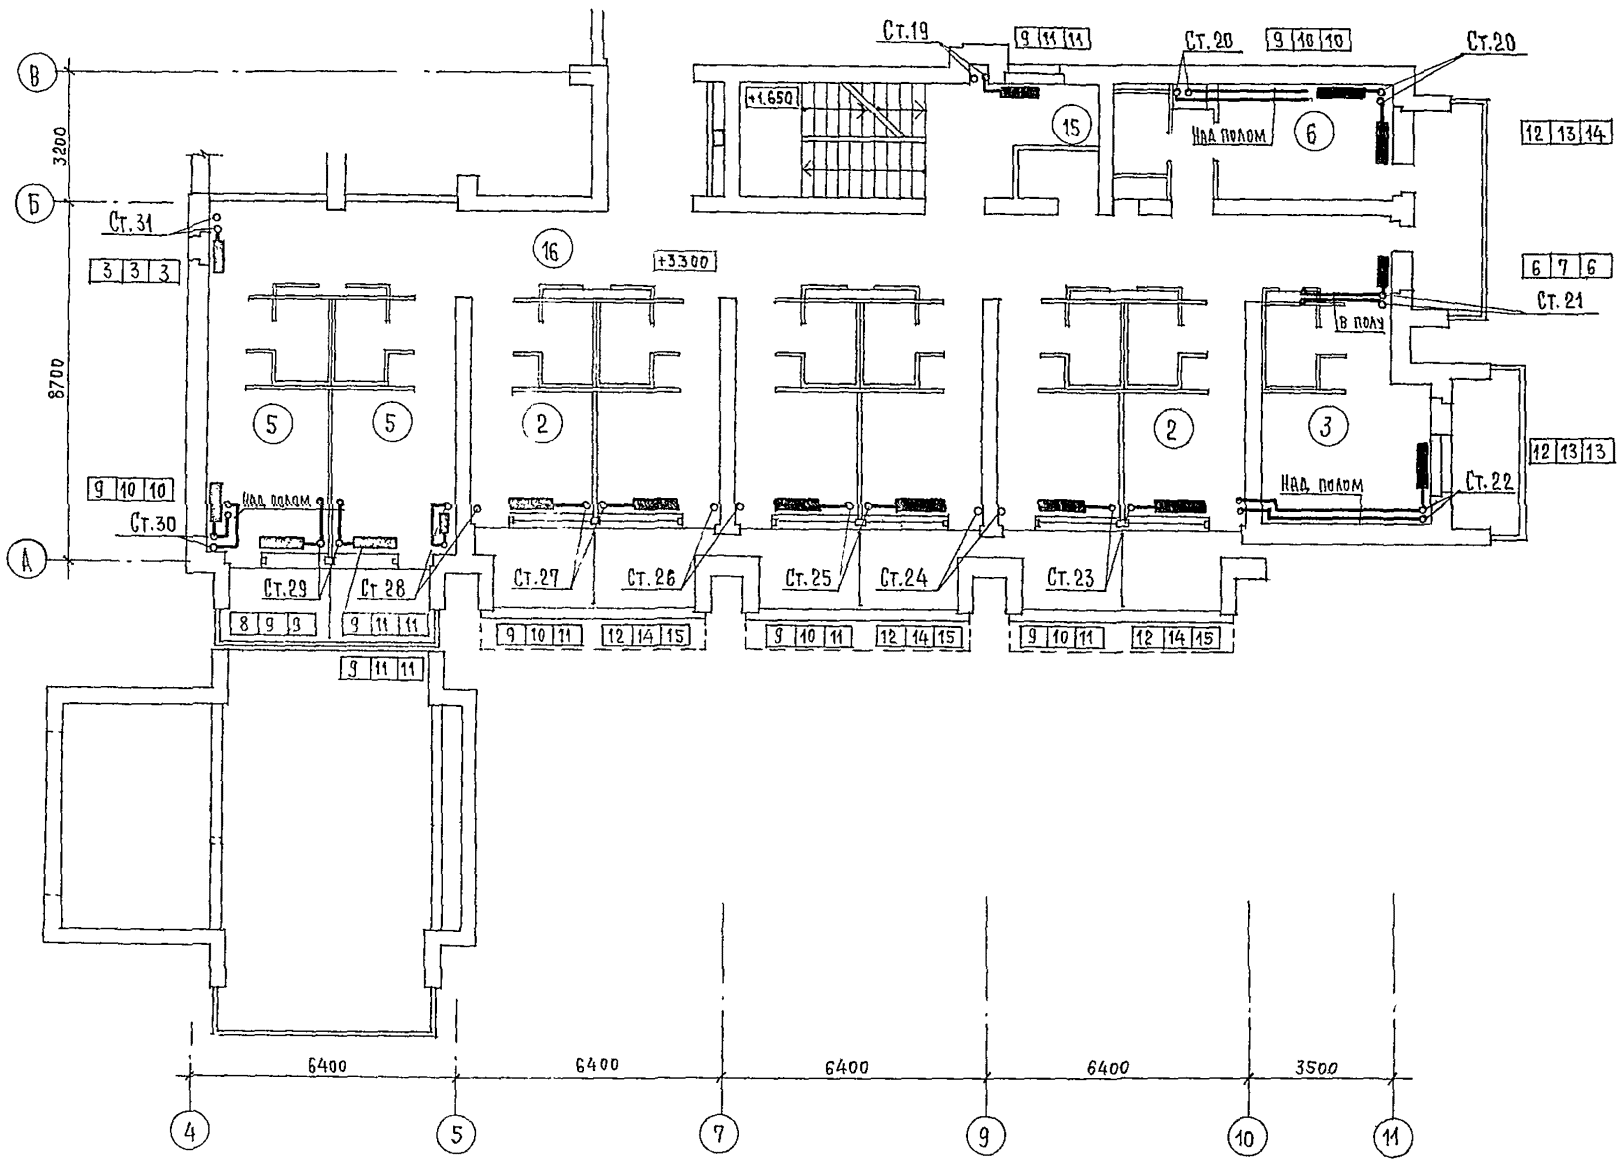 Ст.19
9 11 11
Ст.20
9 10 10
Ст.20
В
+1.650
15
НАД ПОЛОМ
6
12 13 14
3200
Б
Ст.31
16
+3.300
3 3 3
6 7 6
Ст.21
В ПОЛУ
8700
5
5
2
2
3
12 13 13
9 10 10
НАД ПОЛОМ
НАД ПОЛОМ
Ст.22
Ст.30
А
Ст.29
Ст.28
Ст.27
Ст.26
Ст.25
Ст.24
Ст.23
8 9 9
9 11 11
9 10 11
12 14 15
9 10 11
12 14 15
9 10 11
12 14 15
9 11 11
6400
6400
6400
6400
3500
4
5
7
9
10
11